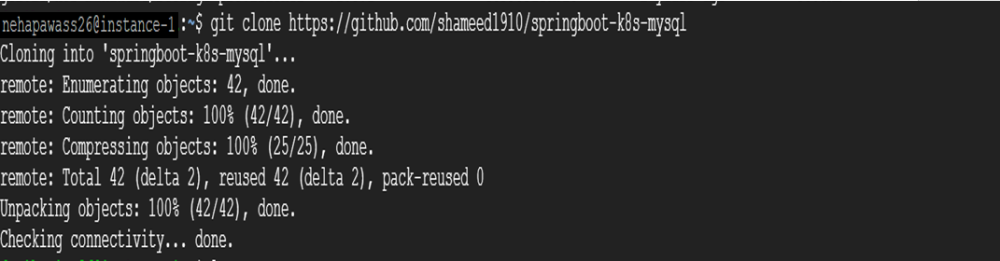 nehapawass26@instance-1:~$ git clone https://github.com/shameed1910/springboot-k8s-mysql
Cloning into 'springboot-k8s-mysql'...
remote: Enumerating objects: 42, done.
remote: Counting objects: 100% (42/42), done.
remote: Compressing objects: 100% (25/25), done.
remote: Total 42 (delta 2), reused 42 (delta 2), pack-reused 0
Unpacking objects: 100% (42/42), done.
Checking connectivity... done.